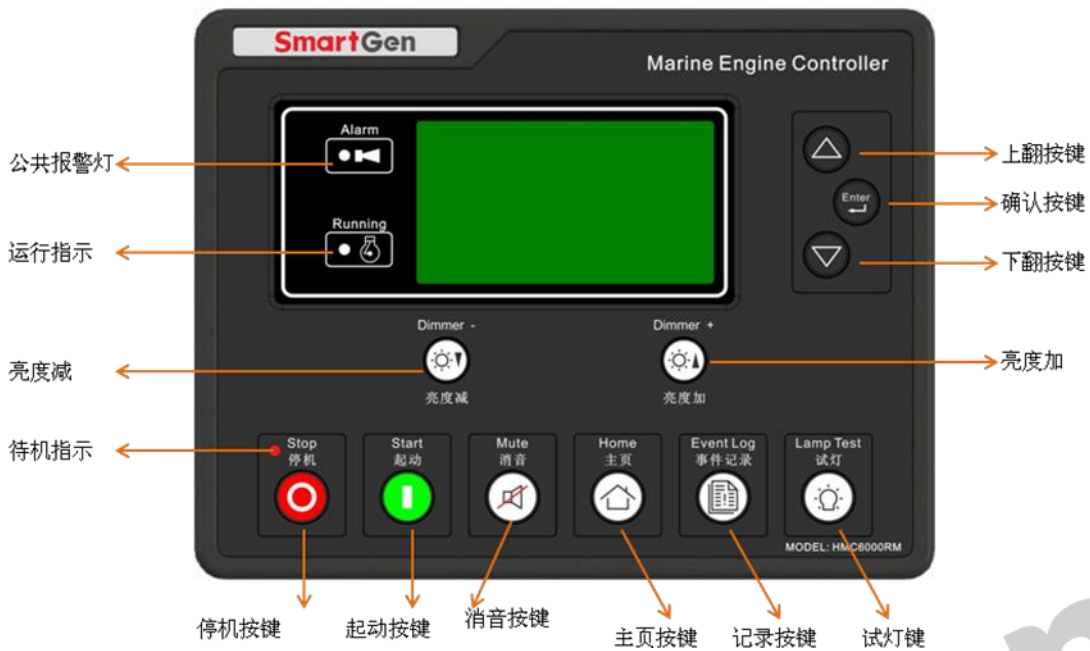 SmartGen
Marine Engine Controller
Alarm
公共报警灯
上翻按键
Enter
确认按键
Running
运行指示
下翻按键
Dimmer -
Dimmer +
亮度减
亮度加
亮度减
亮度加
待机指示
Stop
停机
Start
起动
Mute
消音
Home
主页
Event Log
事件记录
Lamp Test
试灯
MODEL: HMC6000RM
停机按键
起动按键
消音按键
主页按键
记录按键
试灯键